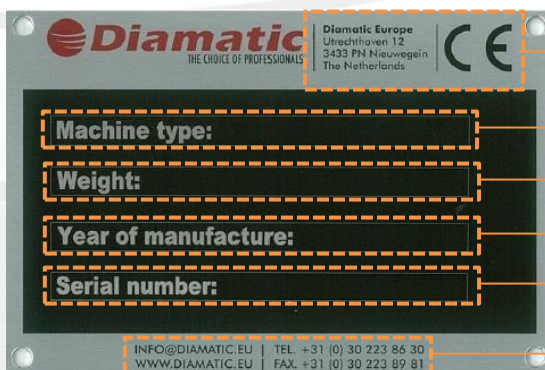 Diamatic
THE CHOICE OF PROFESSIONALS
Diamatic Europe
Utrechthaven 12
3433 PN Nieuwegein
The Netherlands
CE
Machine type:
Weight:
Year of manufacture:
Serial number:
INFO@DIAMATIC.EU | TEL. +31 (0) 30 223 86 30
WWW.DIAMATIC.EU | FAX. +31 (0) 30 223 89 81